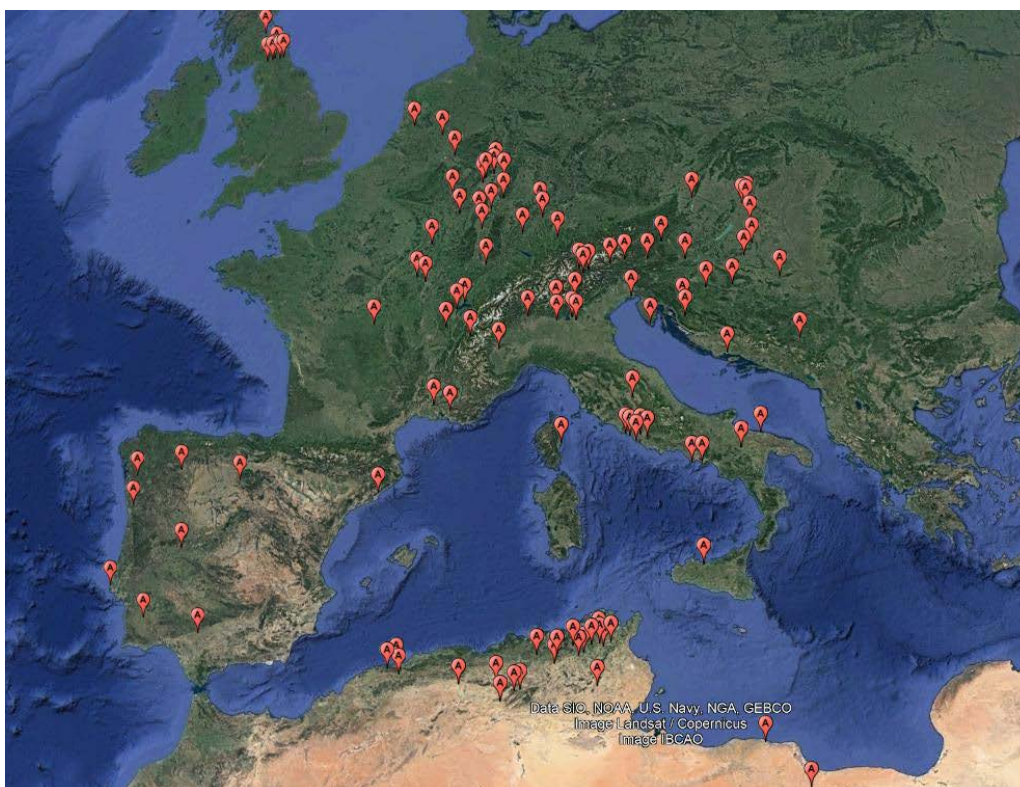 Data SIO, NOAA, U.S. Navy, NGA, GEBCO
Image Landsat / Copernicus
Image IBCAO